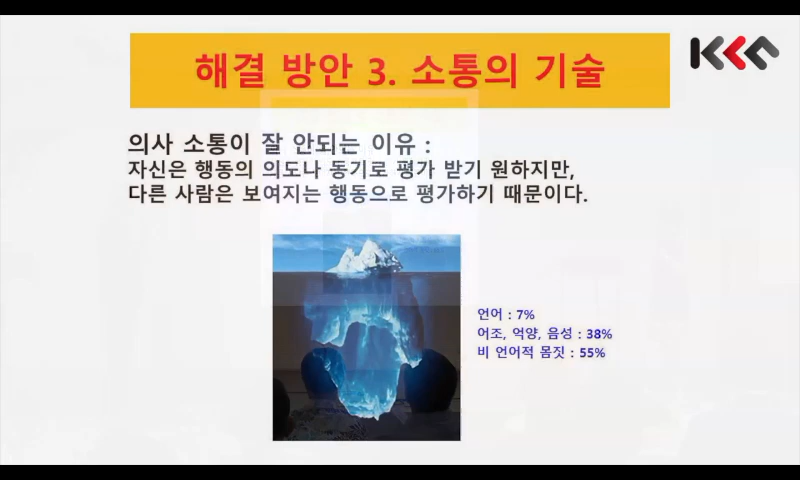 해결 방안 3. 소통의 기술
KCC
의사 소통이 잘 안되는 이유 :
자신은 행동의 의도나 동기로 평가 받기 원하지만,
다른 사람은 보여지는 행동으로 평가하기 때문이다.
언어 : 7%
어조, 억양, 음성 : 38%
비 언어적 몸짓 : 55%